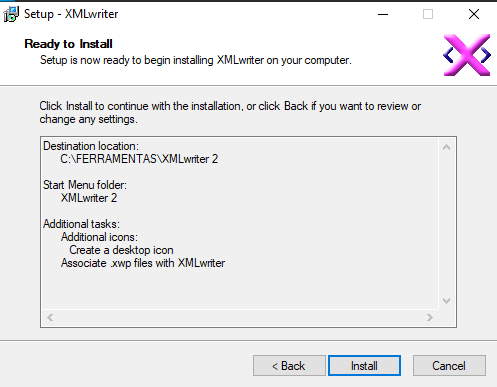 Setup - XMLwriter
Ready to Install
Setup is now ready to begin installing XMLwriter on your computer.
Click Install to continue with the installation, or click Back if you want to review or
change any settings.
Destination location:
C:\FERRAMENTAS\XMLwriter 2
Start Menu folder:
XMLwriter 2
Additional tasks:
Additional icons:
Create a desktop icon
Associate .xwp files with XMLwriter
< Back
Install
Cancel